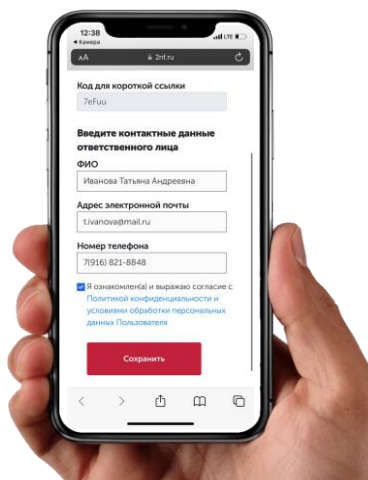 12:38
LTE
◀ Камера
AA
2nf.ru
Код для короткой ссылки
7eFuu
Введите контактные данные
ответственного лица
ФИО
Иванова Татьяна Андреевна
Адрес электронной почты
t.ivanova@mail.ru
Номер телефона
7(916) 821-8848
Я ознакомлен(а) и выражаю согласие с
Политикой конфиденциальности и
условиями обработки персональных
данных Пользователя
Сохранить